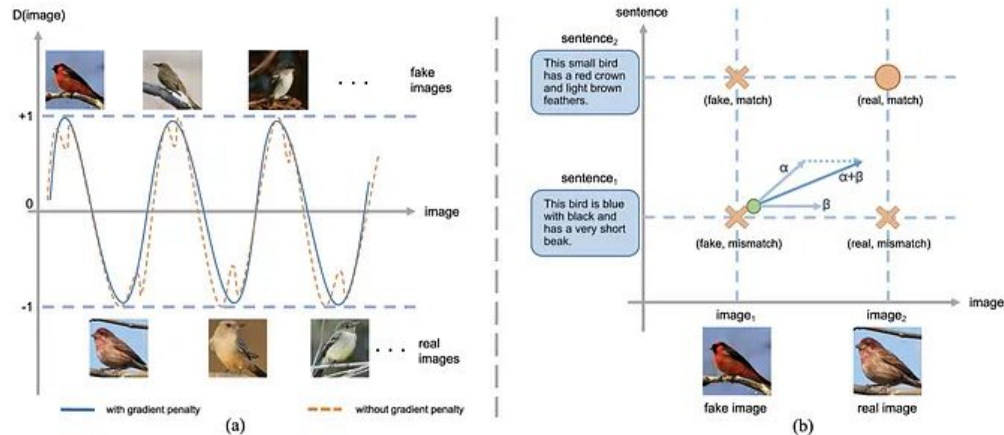 D(image)
fake
images
+1
0
image
-1
real
images
with gradient penalty
without gradient penalty
(a)
sentence
sentence2
This small bird
has a red crown
and light brown
feathers.
(fake, match)
(real, match)
α
α+β
β
sentence1
This bird is blue
with black and
has a very short
beak.
(fake, mismatch)
(real, mismatch)
image
image1
image2
fake image
real image
(b)